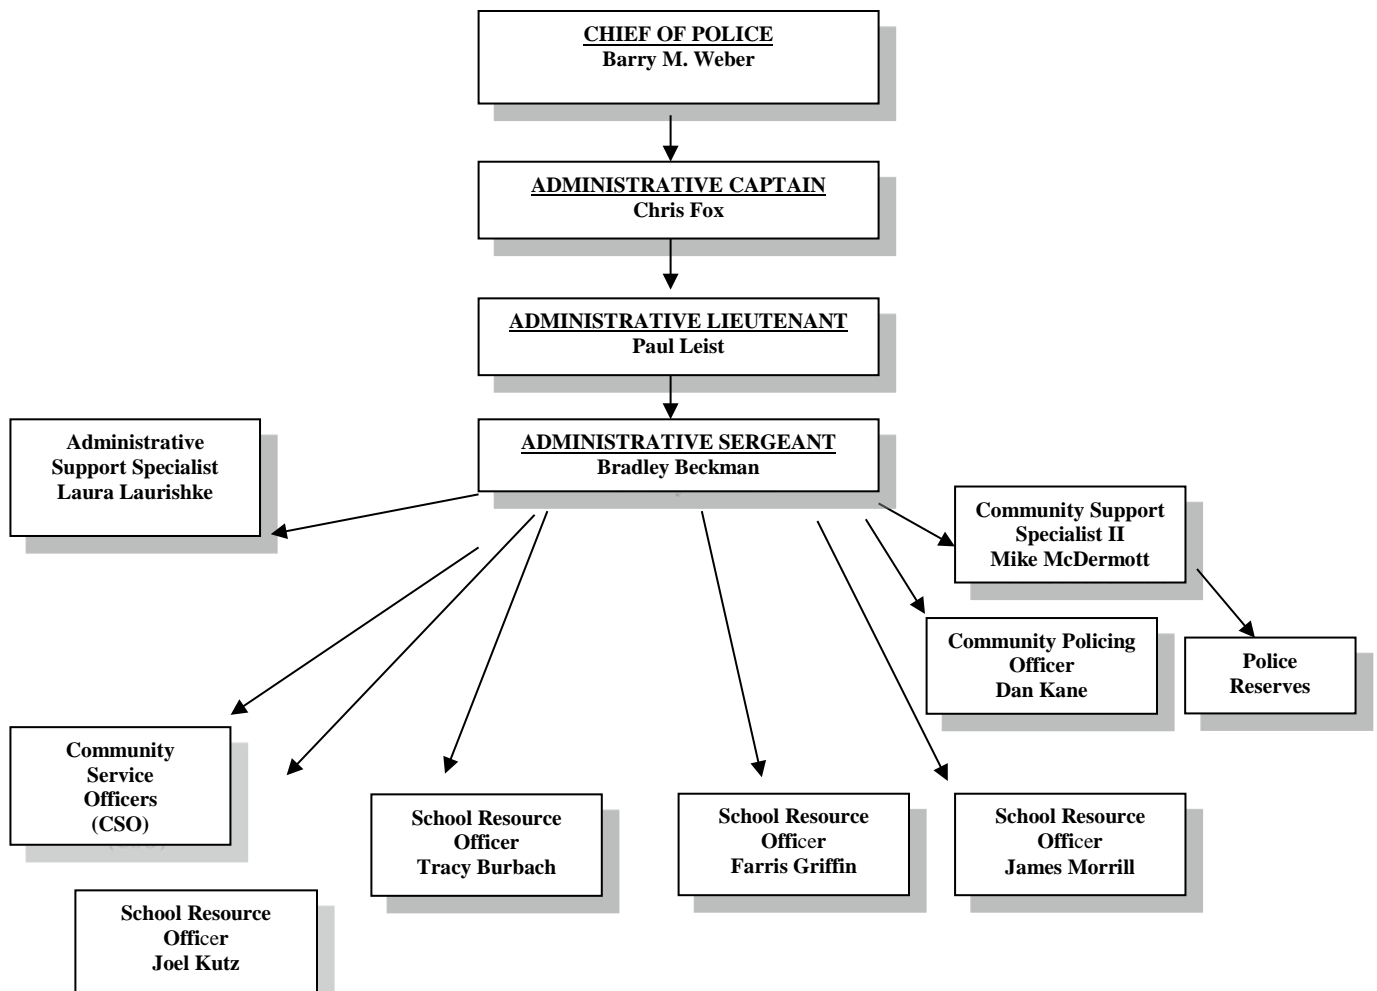 CHIEF OF POLICE
Barry M. Weber
ADMINISTRATIVE CAPTAIN
Chris Fox
ADMINISTRATIVE LIEUTENANT
Paul Leist
ADMINISTRATIVE SERGEANT
Bradley Beckman
Administrative
Support Specialist
Laura Laurishke
Community Support
Specialist II
Mike McDermott
Community Policing
Officer
Dan Kane
Police
Reserves
Community
Service
Officers
(CSO)
School Resource
Officer
Tracy Burbach
School Resource
Officer
Farris Griffin
School Resource
Officer
James Morrill
School Resource
Officer
Joel Kutz